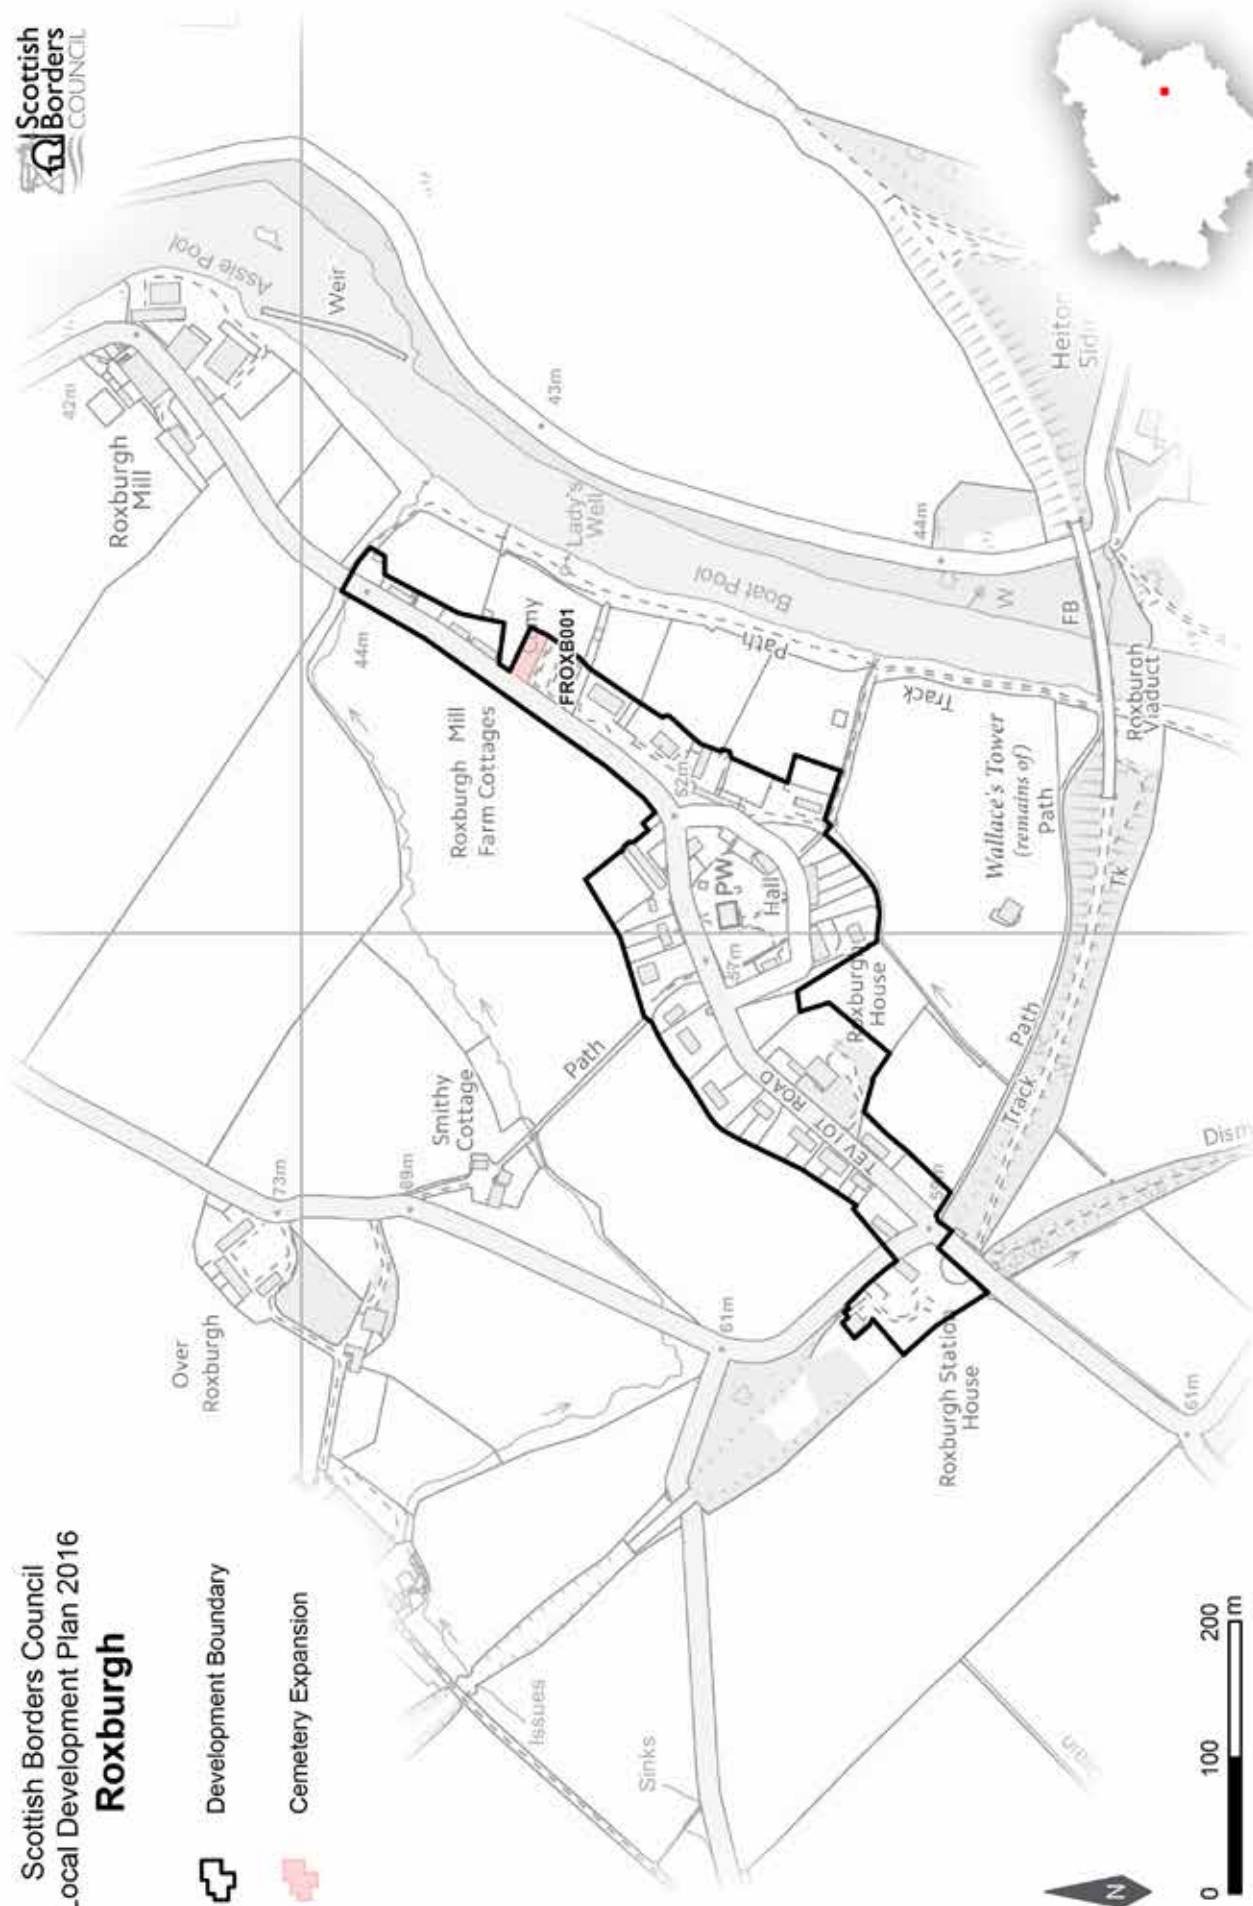 Scottish Borders Council
Local Development Plan 2016
Roxburgh
Development Boundary
Cemetery Expansion
Scottish
Borders
COUNCIL
Over
Roxburgh
73m
69m
Smithy
Cottage
Path
61m
Issues
Sinks
Roxburgh
Mill
42m
Assie Pool
Weir
44m
43m
Roxburgh Mill
Farm Cottages
FROXB001
Lady's
Well
Boat Pool
Path
Track
52m
PW
Hall
57m
TEVIOT ROAD
Roxburgh
House
Roxburgh Station
House
61m
Wallace's Tower
(remains of)
Path
Path
Track
Tk
Roxburgh
Viaduct
FB
W
44m
N
0 100 200
m